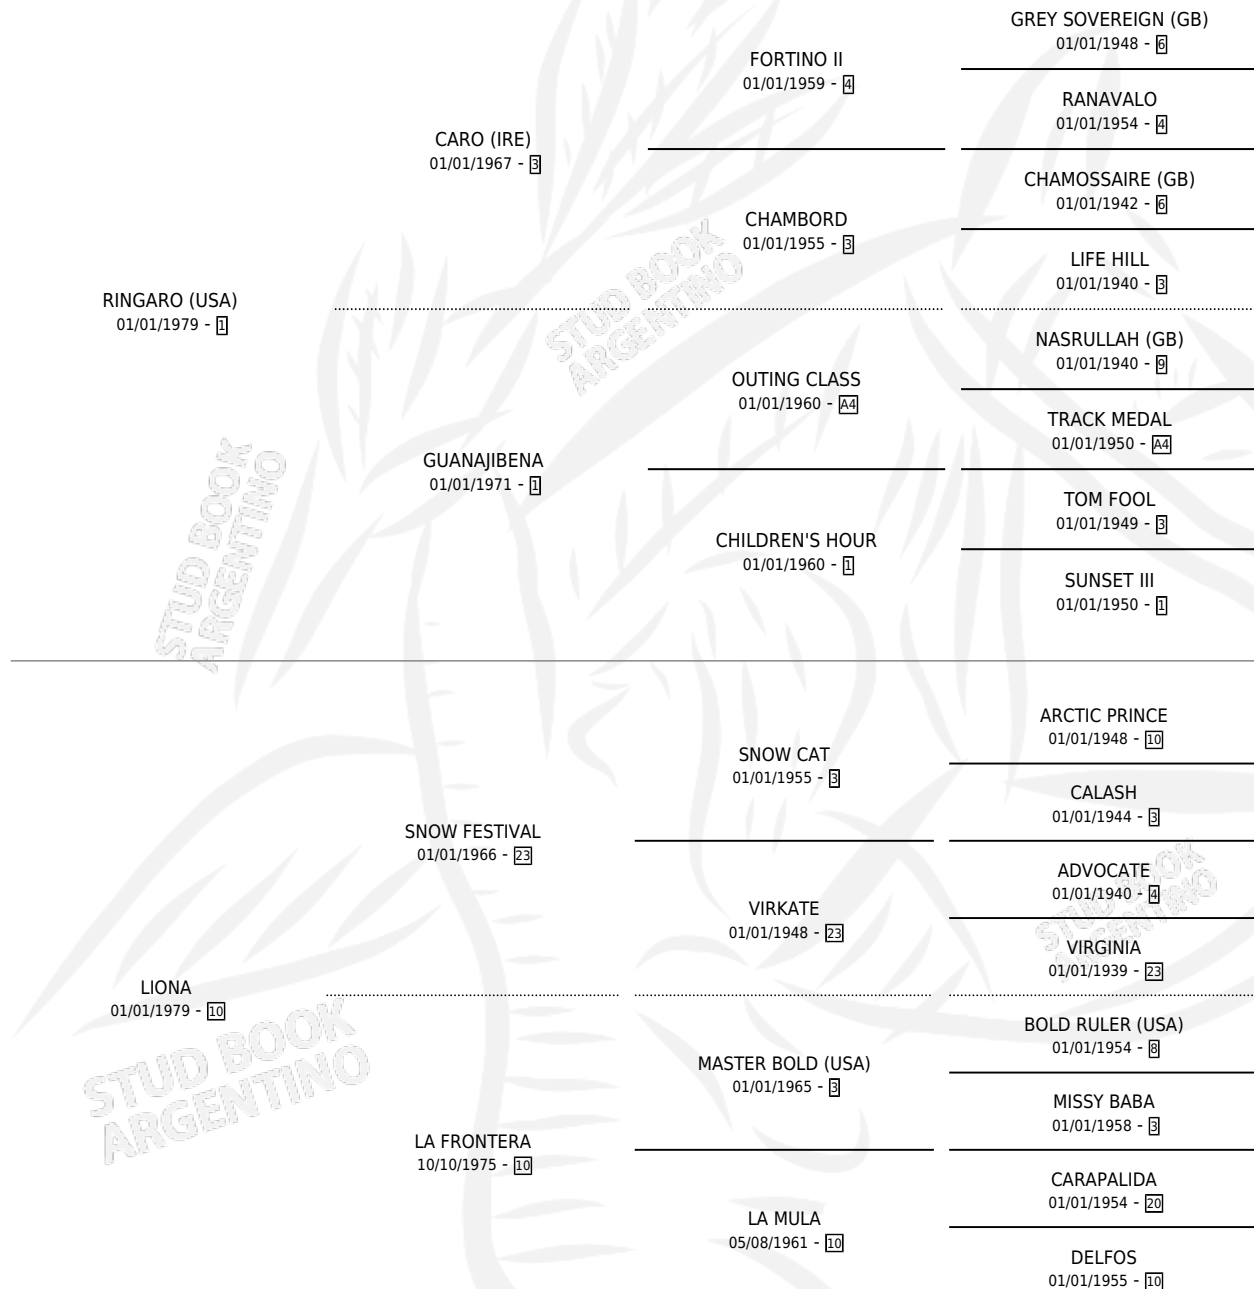 GREY SOVEREIGN (GB)
01/01/1948 - 6
FORTINO II
01/01/1959 - 4
RANAVALO
01/01/1954 - 4
CARO (IRE)
01/01/1967 - 3
CHAMOSSAIRE (GB)
01/01/1942 - 6
CHAMBORD
01/01/1955 - 3
LIFE HILL
01/01/1940 - 3
RINGARO (USA)
01/01/1979 - 1
NASRULLAH (GB)
01/01/1940 - 9
OUTING CLASS
01/01/1960 - A4
TRACK MEDAL
01/01/1950 - A4
GUANAJIBENA
01/01/1971 - 1
TOM FOOL
01/01/1949 - 3
CHILDREN'S HOUR
01/01/1960 - 1
SUNSET III
01/01/1950 - 1
ARCTIC PRINCE
01/01/1948 - 10
SNOW CAT
01/01/1955 - 3
CALASH
01/01/1944 - 3
SNOW FESTIVAL
01/01/1966 - 23
ADVOCATE
01/01/1940 - 4
VIRKATE
01/01/1948 - 23
VIRGINIA
01/01/1939 - 23
LIONA
01/01/1979 - 10
BOLD RULER (USA)
01/01/1954 - 8
MASTER BOLD (USA)
01/01/1965 - 3
MISSY BABA
01/01/1958 - 3
LA FRONTERA
10/10/1975 - 10
CARAPALIDA
01/01/1954 - 20
LA MULA
05/08/1961 - 10
DELFOS
01/01/1955 - 10
STUD BOOK
ARGENTINO
STUD BOOK
ARGENTINO
STUD BOOK
ARGENTINO
STUD BOOK
ARGENTINO